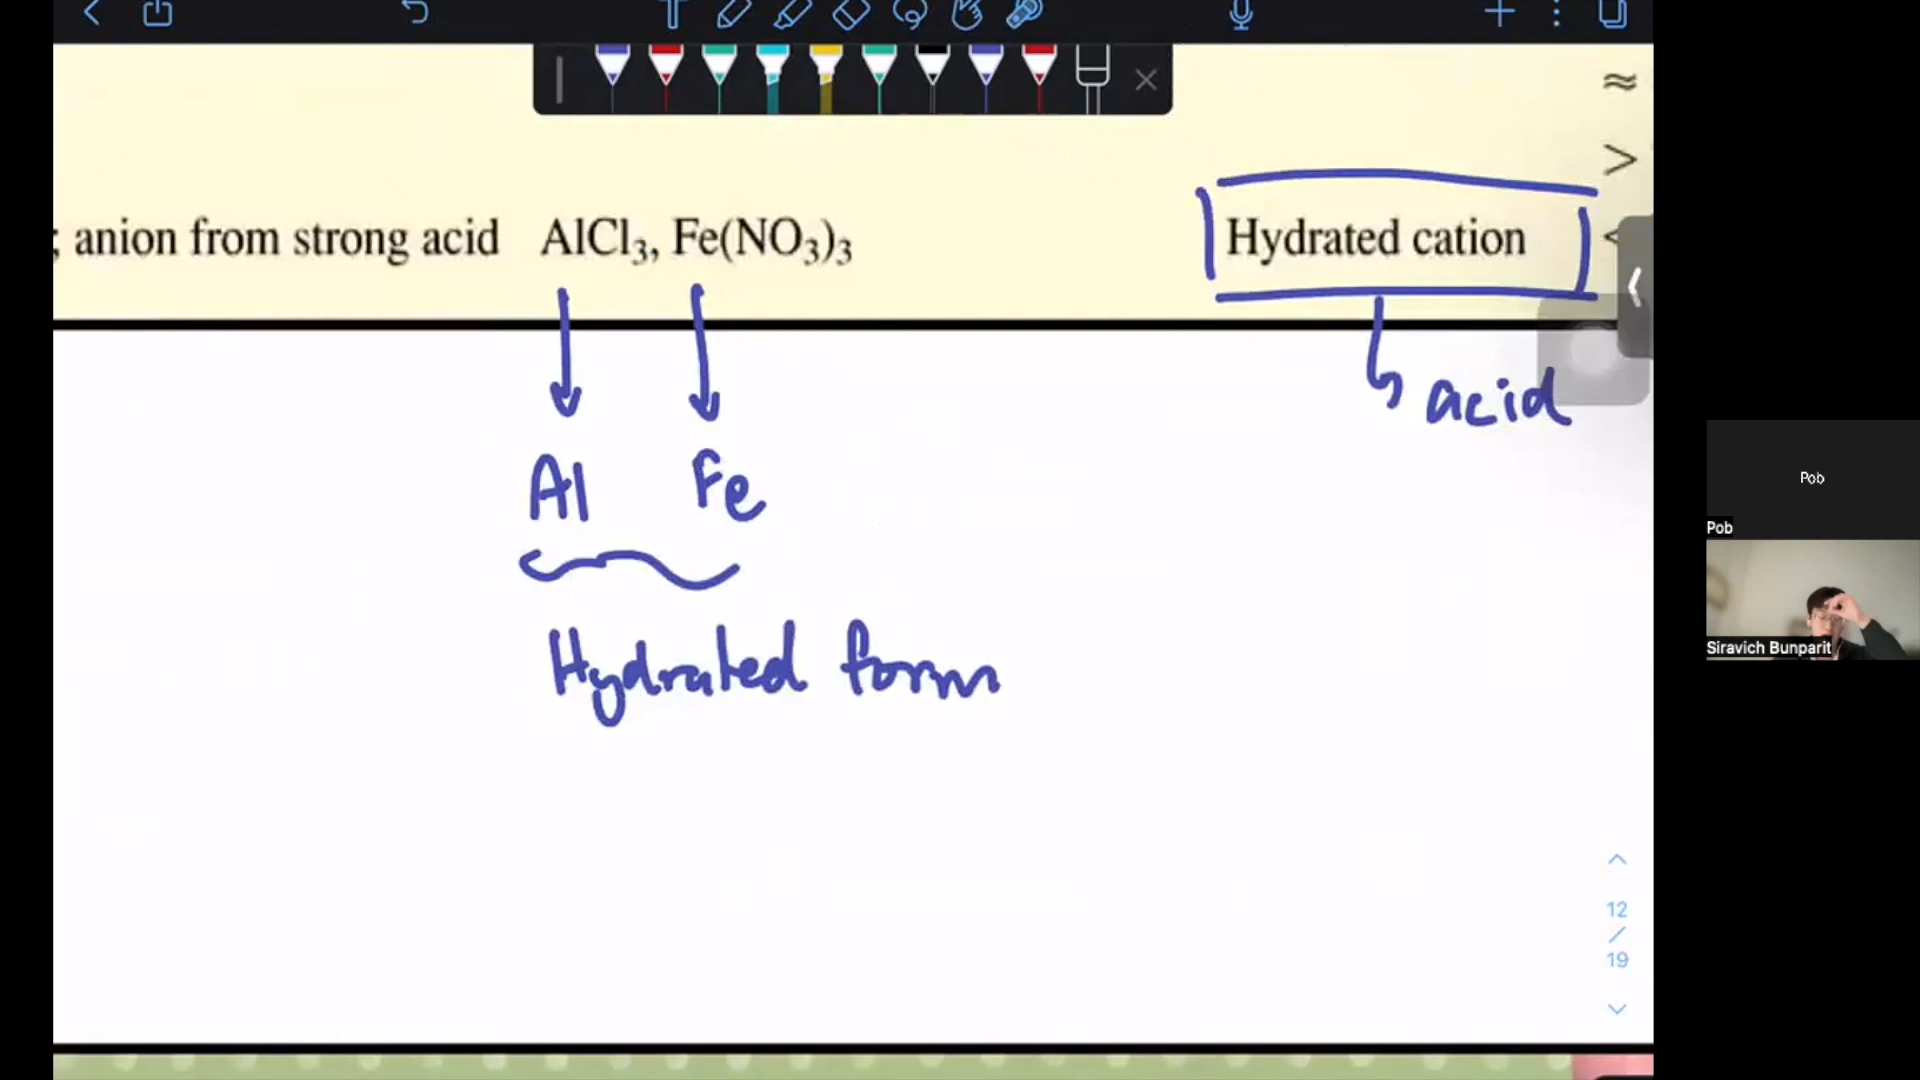 ≈
>
; anion from strong acid AlCl₃, Fe(NO₃)₃ Hydrated cation <
acid
Al Fe
Hydrated form
12
/
19
Pob
Pob
Siravich Bunparit